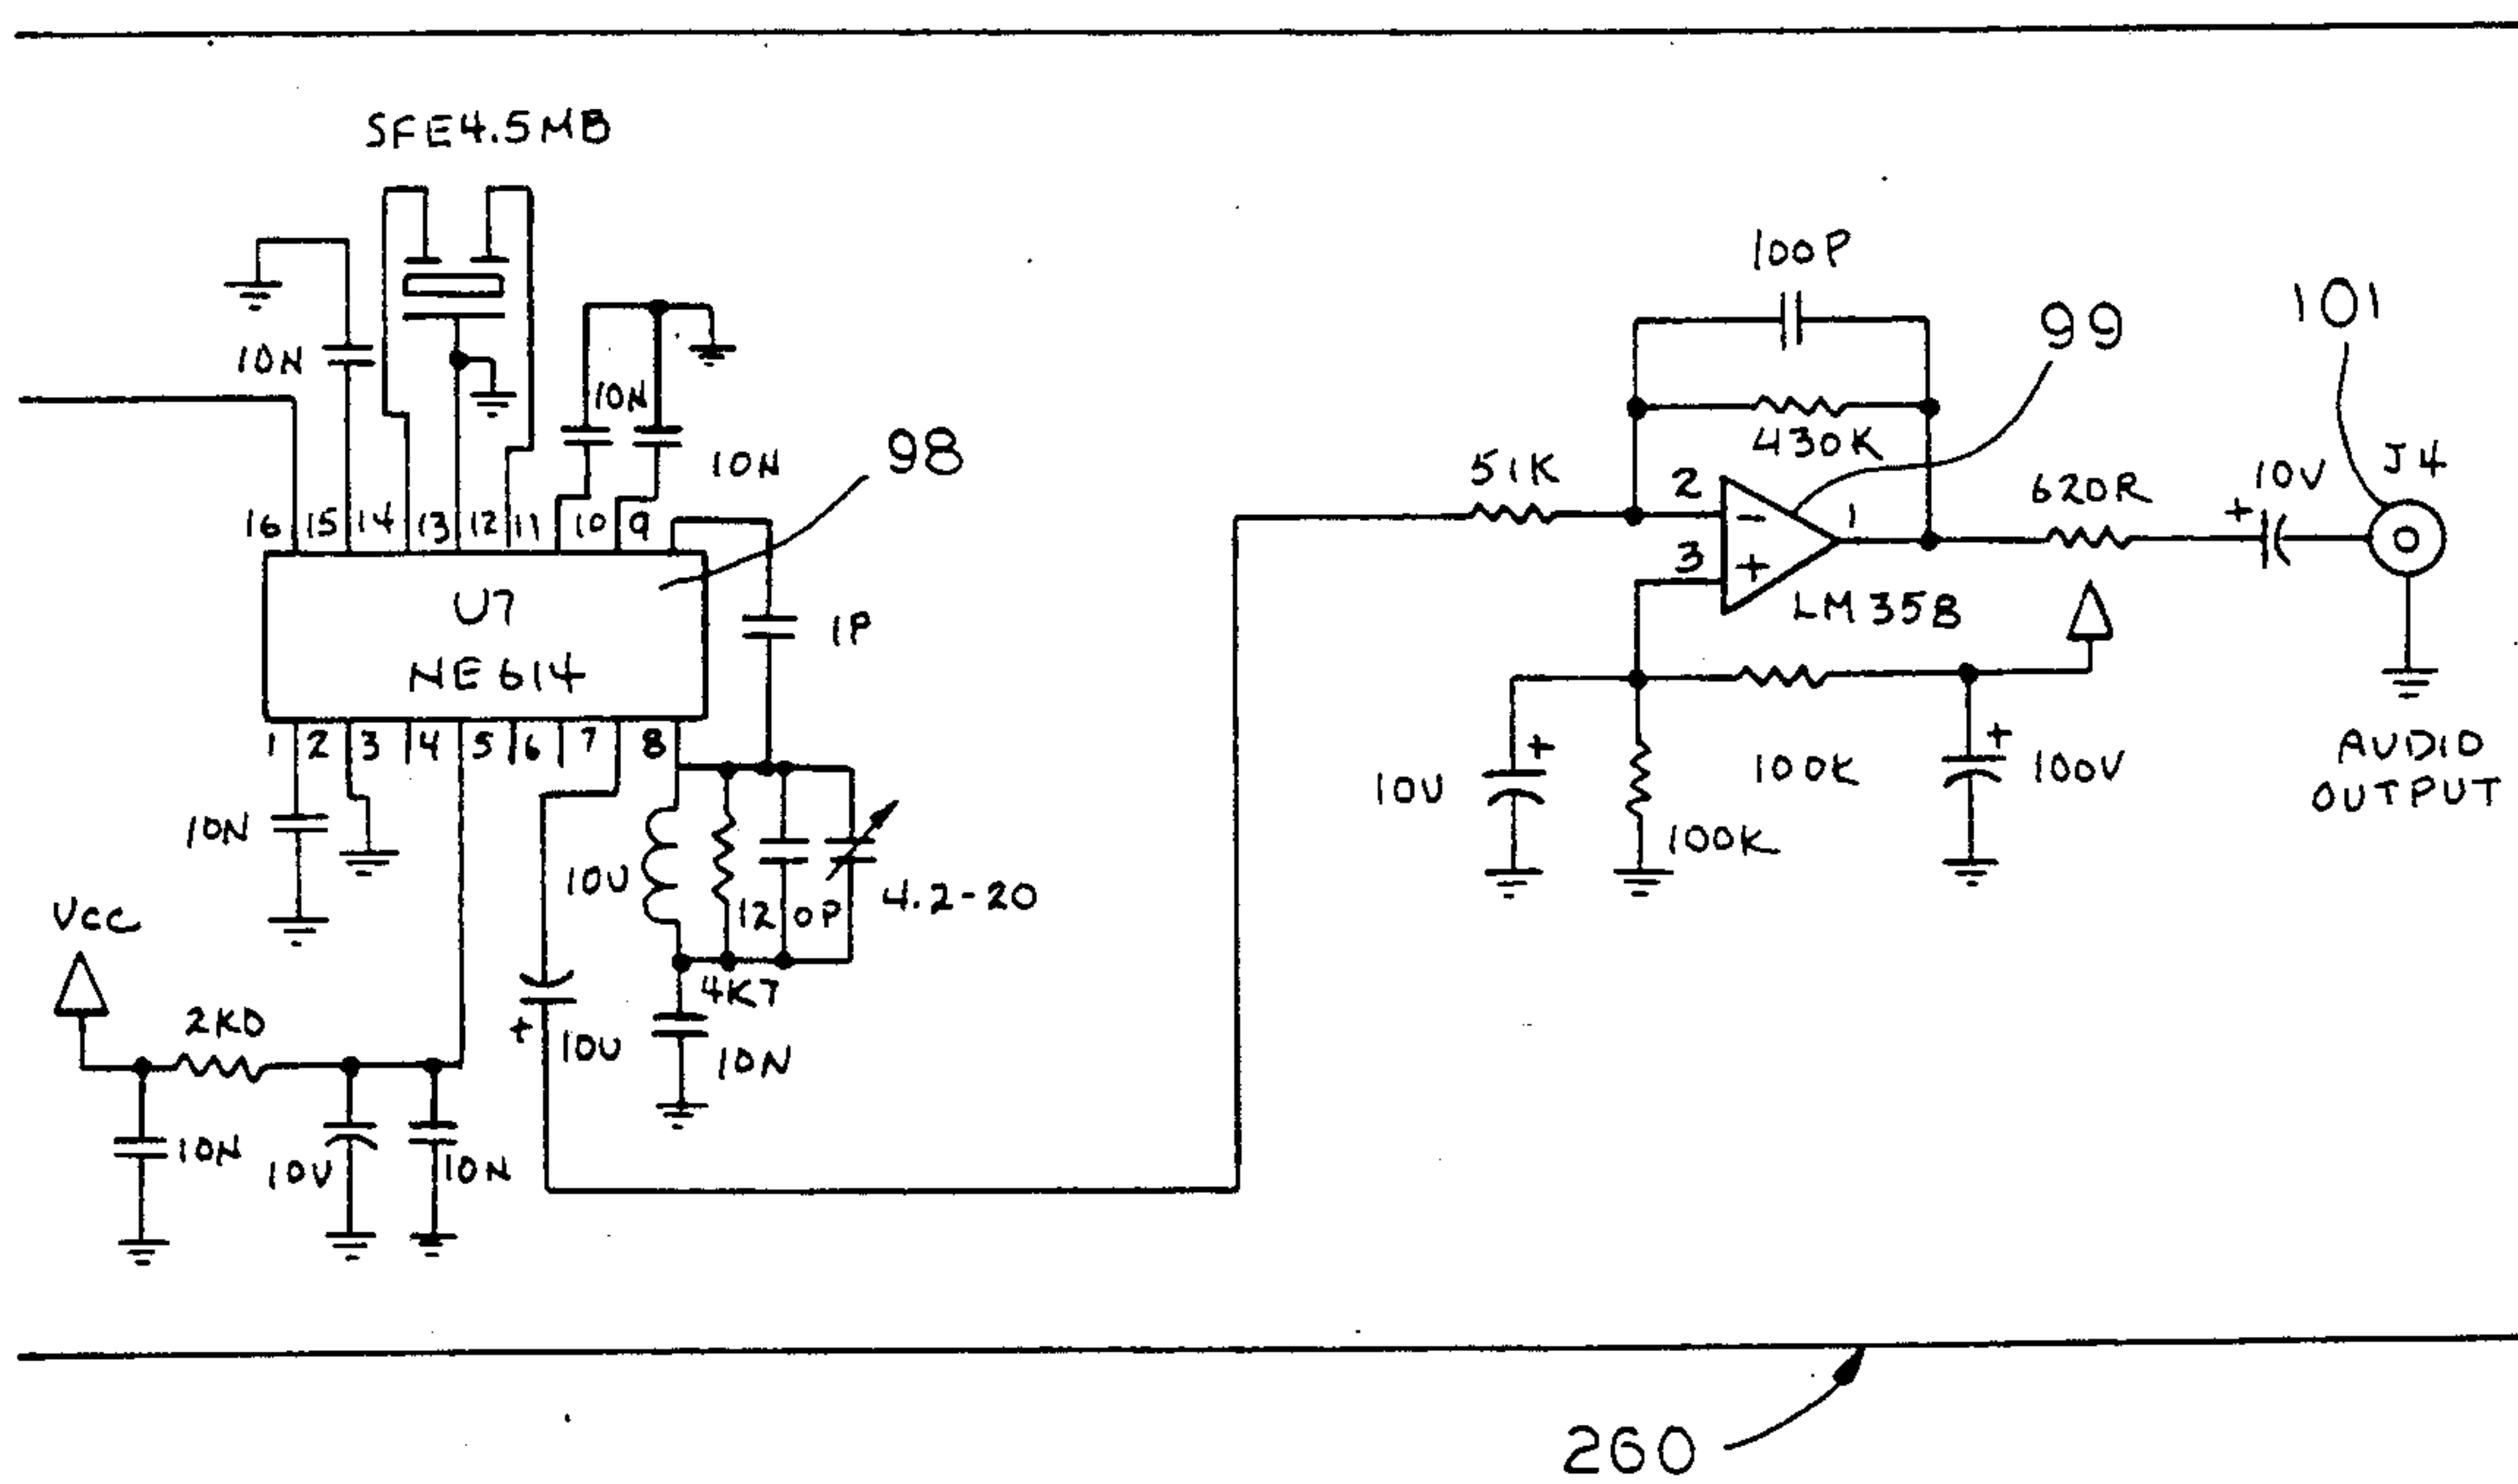 SFE4.5MB
100P
99
101
10N
10N
430K
98
10N
51K
2
620R
10V
J4
16 15 14 13 12 11 10 9
1
3
U7
1P
LM358
NE614
1 2 3 4 5 6 7 8
AUDIO
OUTPUT
10U
100K
100V
10N
100K
10U
120P
4.2-20
VCC
4K7
2K0
10U
10N
10N
10V
10N
260